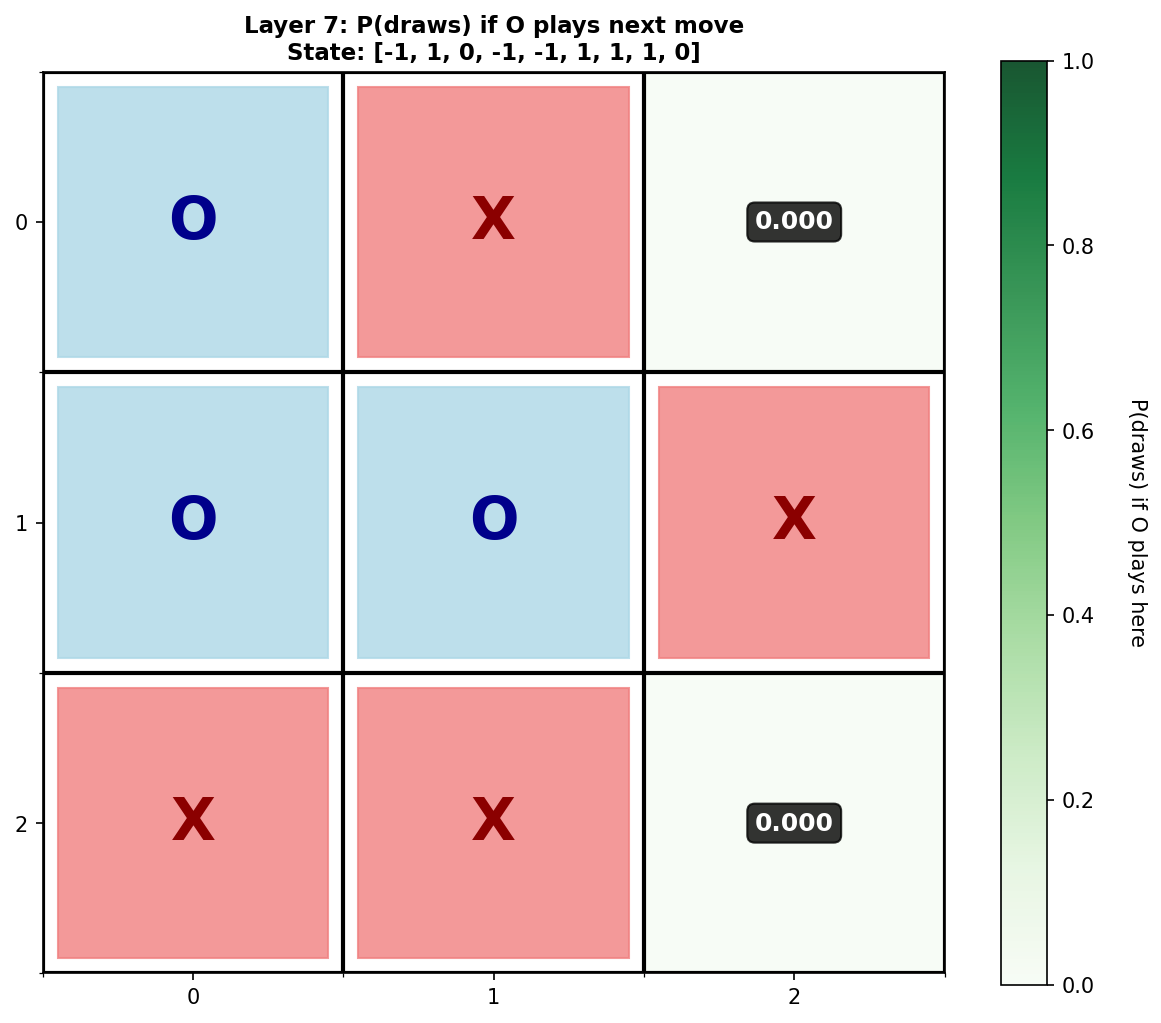 Layer 7: P(draws) if O plays next move
State: [-1, 1, 0, -1, -1, 1, 1, 1, 0]
0
O
X
0.000
1
O
O
X
2
X
X
0.000
0
1
2
1.0
0.8
0.6
0.4
0.2
0.0
P(draws) if O plays here